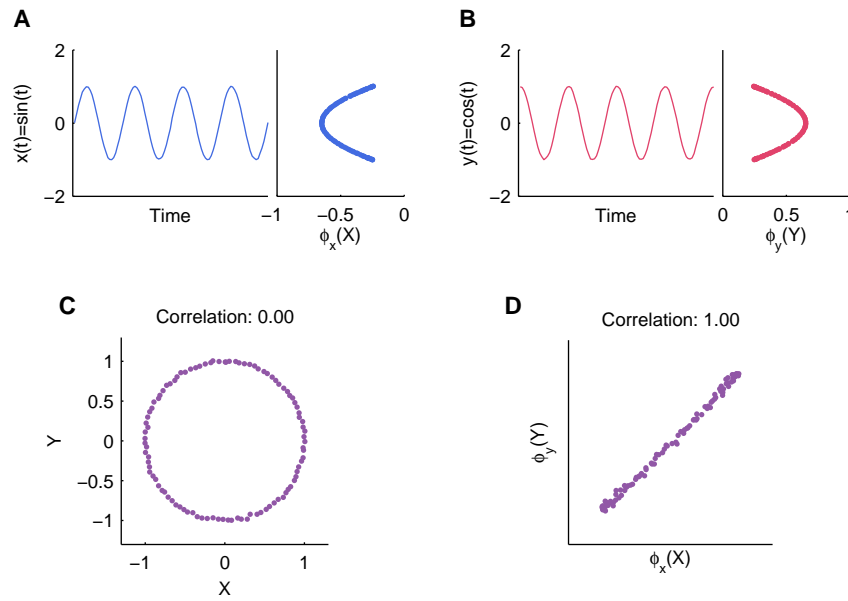 A
B
x(t)=sin(t)
2
0
−2
Time
−1
−0.5
0
ϕx(X)
y(t)=cos(t)
2
0
−2
Time
0
0.5
1
ϕy(Y)
C
D
Correlation: 0.00
Correlation: 1.00
Y
1
0.5
0
−0.5
−1
−1
0
1
X
ϕy(Y)
ϕx(X)